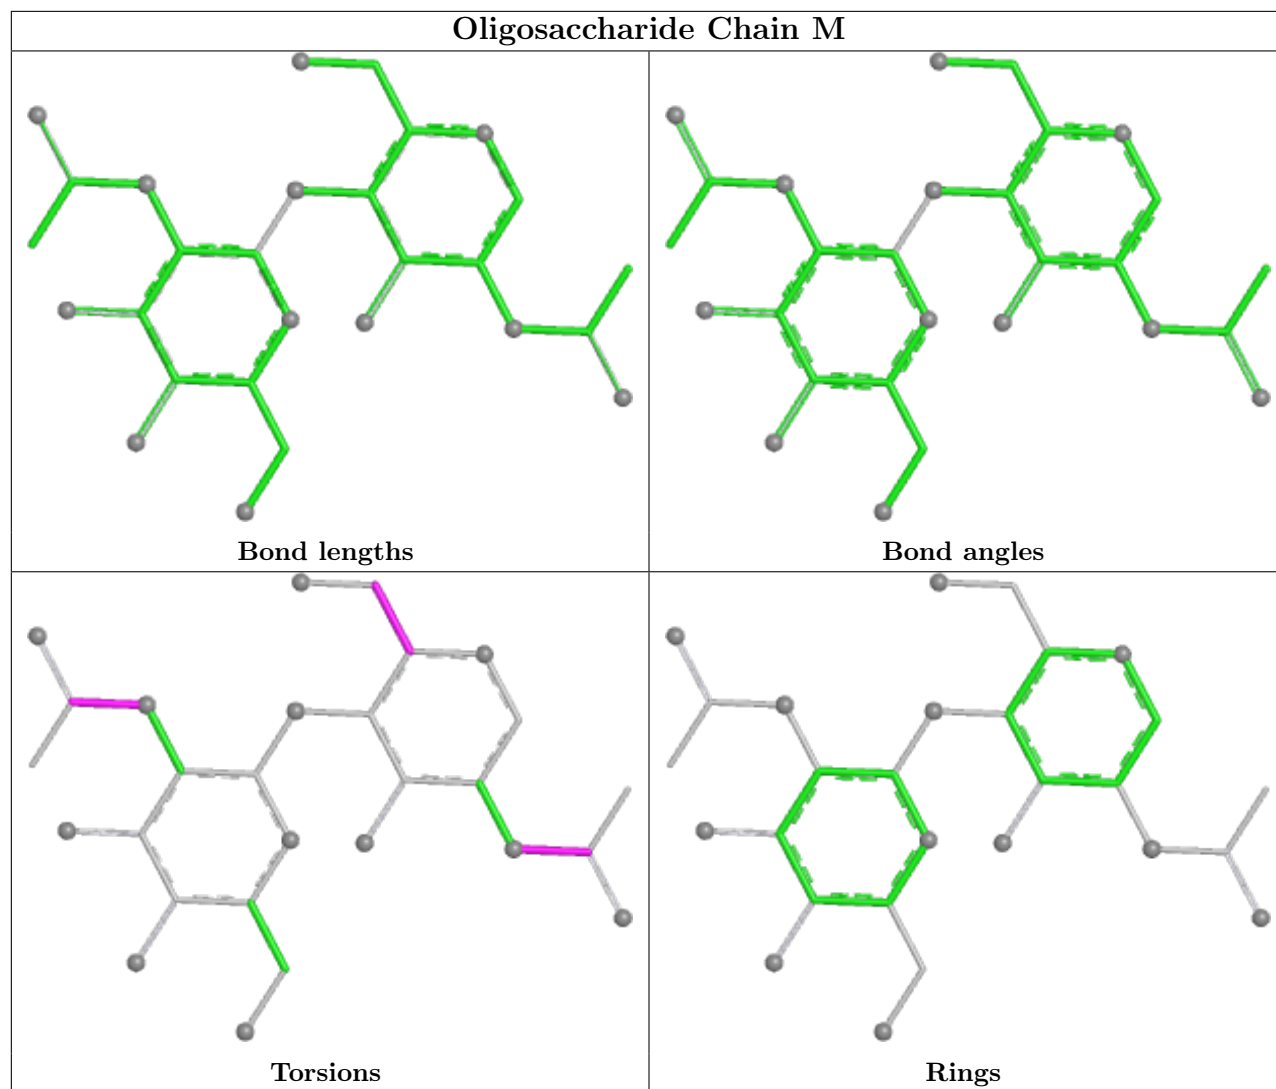 Oligosaccharide Chain M
Bond lengths
Bond angles
Torsions
Rings